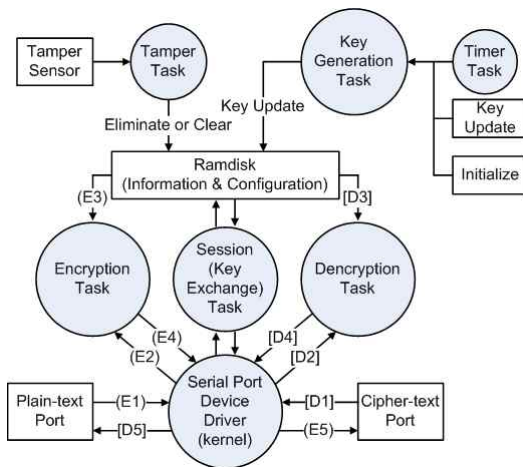 Tamper
Sensor
Tamper
Task
Key
Generation
Task
Timer
Task
Key
Update
Initialize
Eliminate or Clear
Key Update
Ramdisk
(Information & Configuration)
(E3)
[D3]
Encryption
Task
Session
(Key
Exchange)
Task
Dencryption
Task
(E4)
(E2)
[D4]
[D2]
Plain-text
Port
(E1)
[D5]
Serial Port
Device
Driver
(kernel)
[D1]
(E5)
Cipher-text
Port